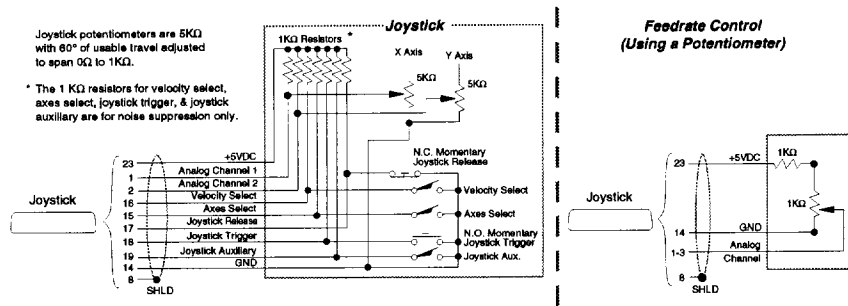 Joystick potentiometers are 5KΩ
with 60° of usable travel adjusted
to span 0Ω to 1KΩ.
* The 1 KΩ resistors for velocity select,
axes select, joystick trigger, & joystick
auxiliary are for noise suppression only.
Joystick
1KΩ Resistors *
X Axis
Y Axis
5KΩ
5KΩ
N.C. Momentary
Joystick Release
Velocity Select
Axes Select
N.O. Momentary
Joystick Trigger
Joystick Aux.
Joystick
23 +5VDC
1 Analog Channel 1
2 Analog Channel 2
16 Velocity Select
15 Axes Select
17 Joystick Release
18 Joystick Trigger
19 Joystick Auxiliary
14 GND
8
SHLD
Feedrate Control
(Using a Potentiometer)
Joystick
23 +5VDC
1KΩ
1KΩ
14 GND
1-3 Analog
Channel
8
SHLD